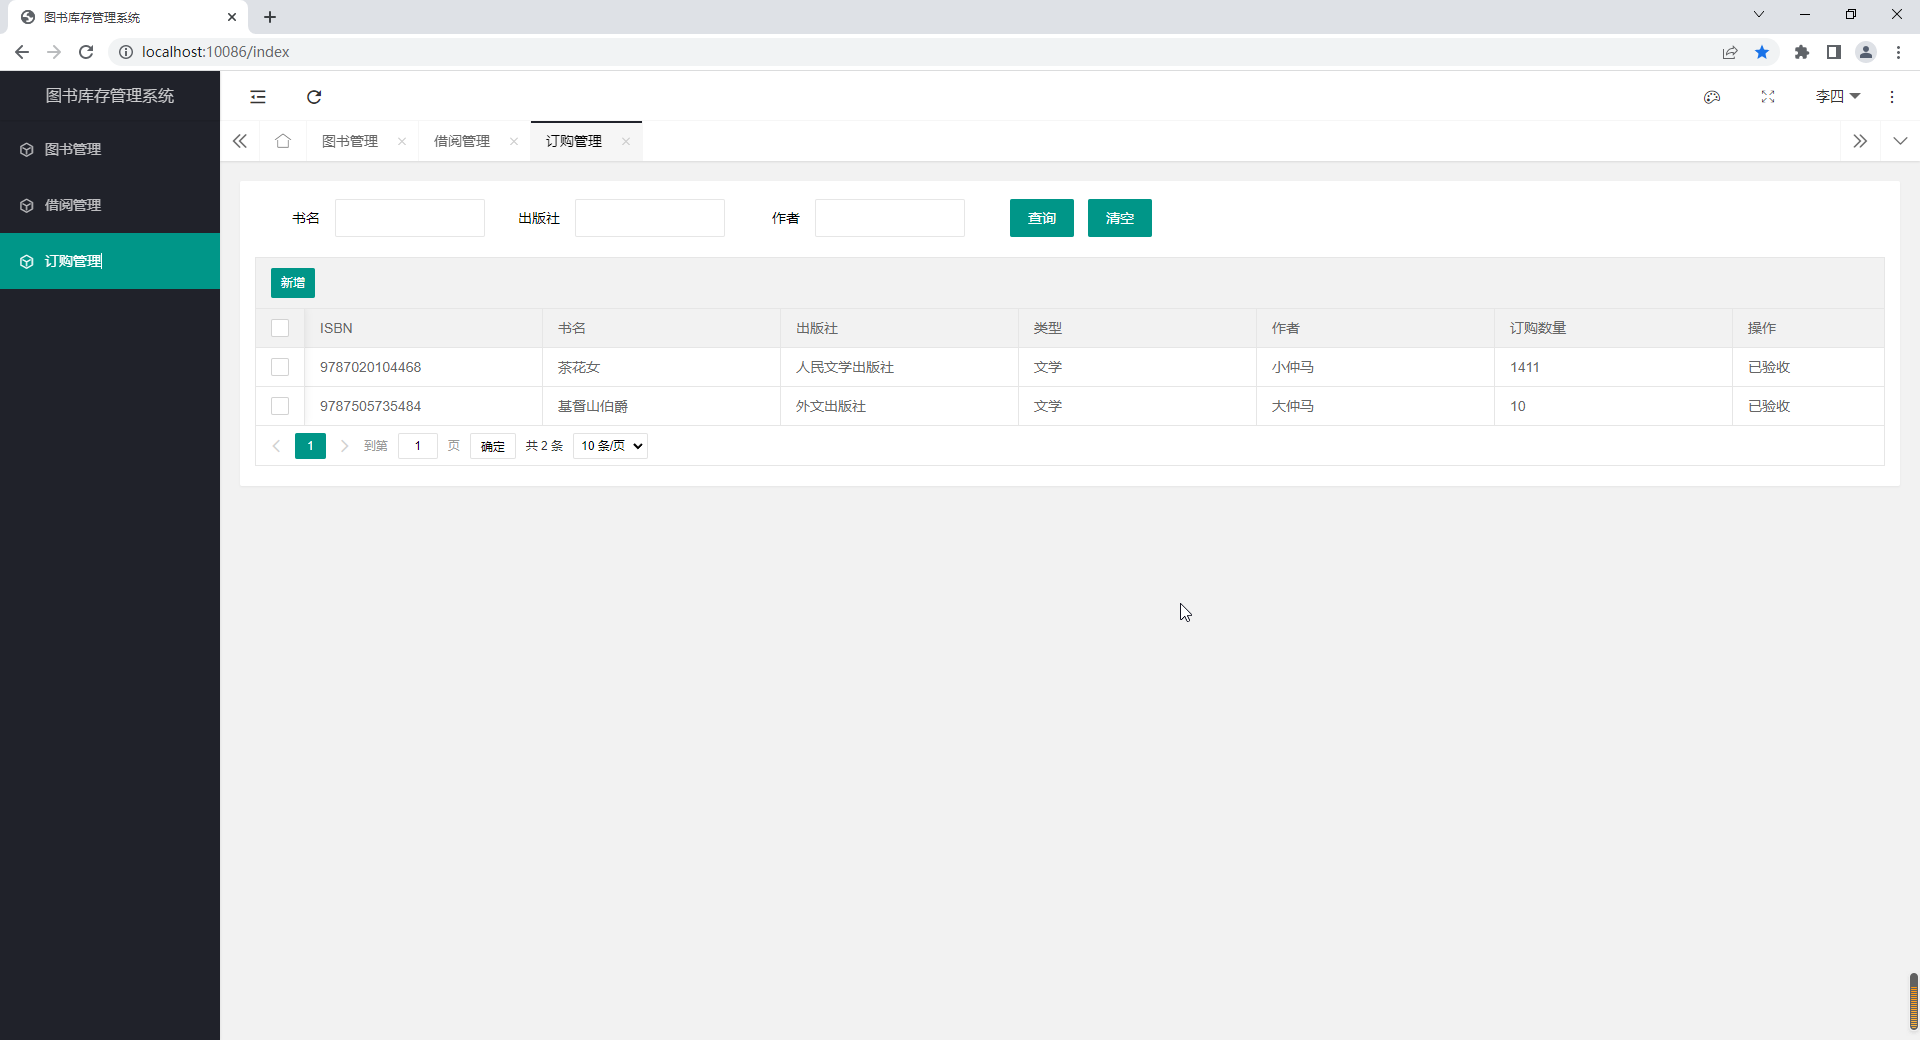 图书库存管理系统
localhost:10086/index
图书库存管理系统
李四
图书管理
借阅管理
订购管理
图书管理
借阅管理
订购管理
书名
出版社
作者
查询
清空
新增
ISBN 书名 出版社 类型 作者 订购数量 操作
9787020104468 茶花女 人民文学出版社 文学 小仲马 1411 已验收
9787505735484 基督山伯爵 外文出版社 文学 大仲马 10 已验收
1 到第 1 页 确定 共 2 条 10 条/页